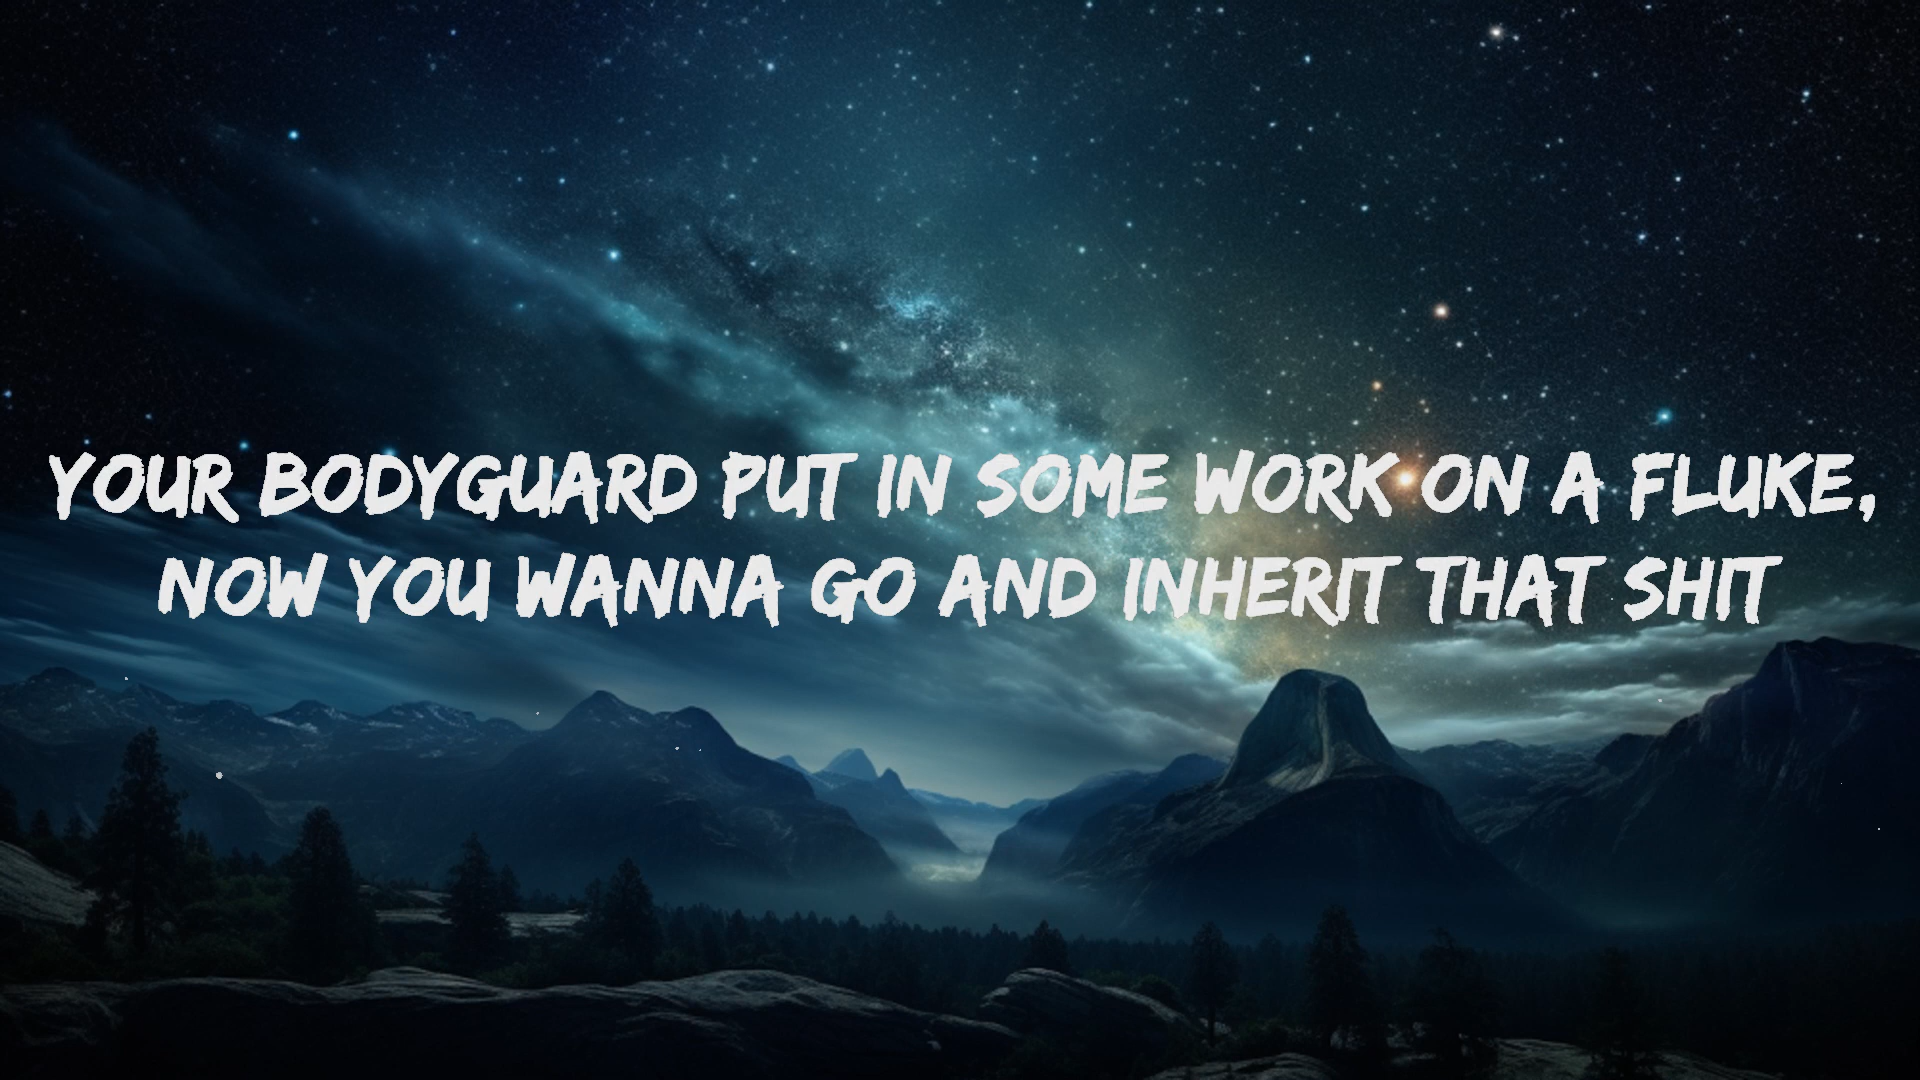 YOUR BODYGUARD PUT IN SOME WORK ON A FLUKE,
NOW YOU WANNA GO AND INHERIT THAT SHIT